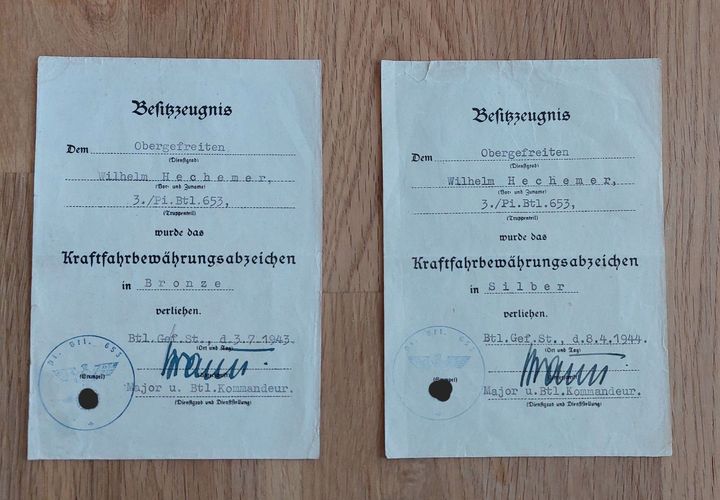 Besitzzeugnis
Dem Obergefreiten
(Dienstgrad)
Wilhelm Hechemer,
(Vor- und Zuname)
3./Pi.Btl.653,
(Truppenteil)
wurde das
Kraftfahrbewährungsabzeichen
in Bronze
verliehen.
Btl.Gef.St., d.3.7.1943.
(Ort und Tag)
(Stempel)
Major u. Btl.Kommandeur.
(Dienstgrad und Dienststellung)
Besitzzeugnis
Dem Obergefreiten
(Dienstgrad)
Wilhelm Hechemer,
(Vor- und Zuname)
3./Pi.Btl.653,
(Truppenteil)
wurde das
Kraftfahrbewährungsabzeichen
in Silber
verliehen.
Btl.Gef.St., d.8.4.1944.
(Ort und Tag)
(Stempel)
Major u.Btl.Kommandeur.
(Dienstgrad und Dienststellung)